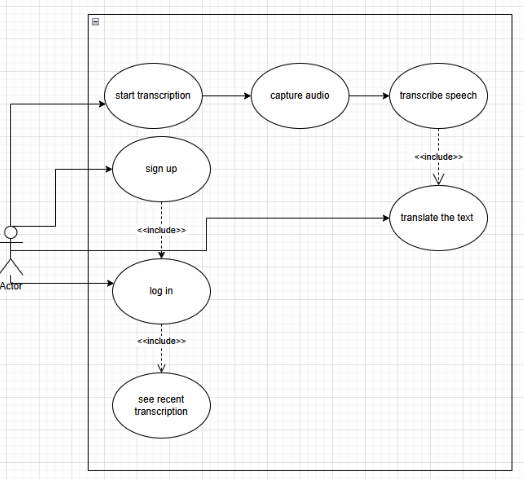 start transcription
capture audio
transcribe speech
<<include>>
sign up
translate the text
<<include>>
Actor
log in
<<include>>
see recent
transcription